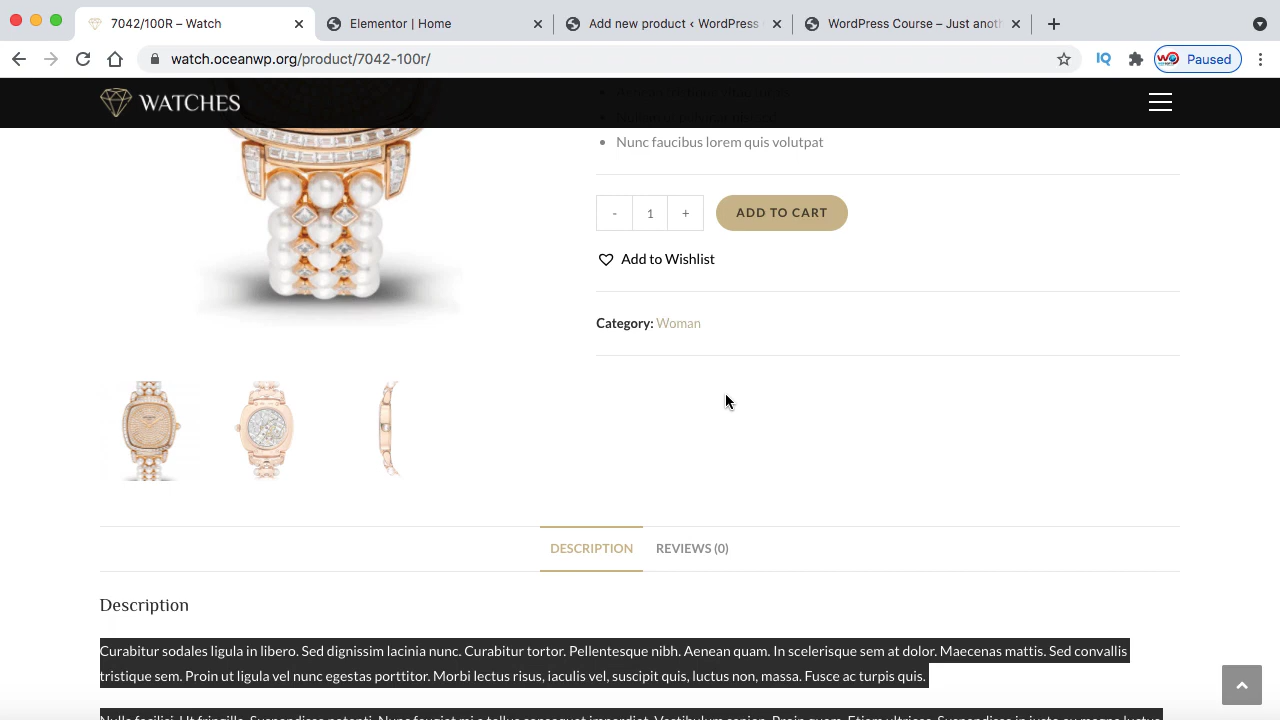 7042/100R – Watch
Elementor | Home
Add new product ‹ WordPress
WordPress Course – Just anoth
watch.oceanwp.org/product/7042-100r/
IQ
Paused
WATCHES
Nunc faucibus lorem quis volutpat
- 1 +
ADD TO CART
Add to Wishlist
Category: Woman
DESCRIPTION
REVIEWS (0)
Description
Curabitur sodales ligula in libero. Sed dignissim lacinia nunc. Curabitur tortor. Pellentesque nibh. Aenean quam. In scelerisque sem at dolor. Maecenas mattis. Sed convallis
tristique sem. Proin ut ligula vel nunc egestas porttitor. Morbi lectus risus, iaculis vel, suscipit quis, luctus non, massa. Fusce ac turpis quis.